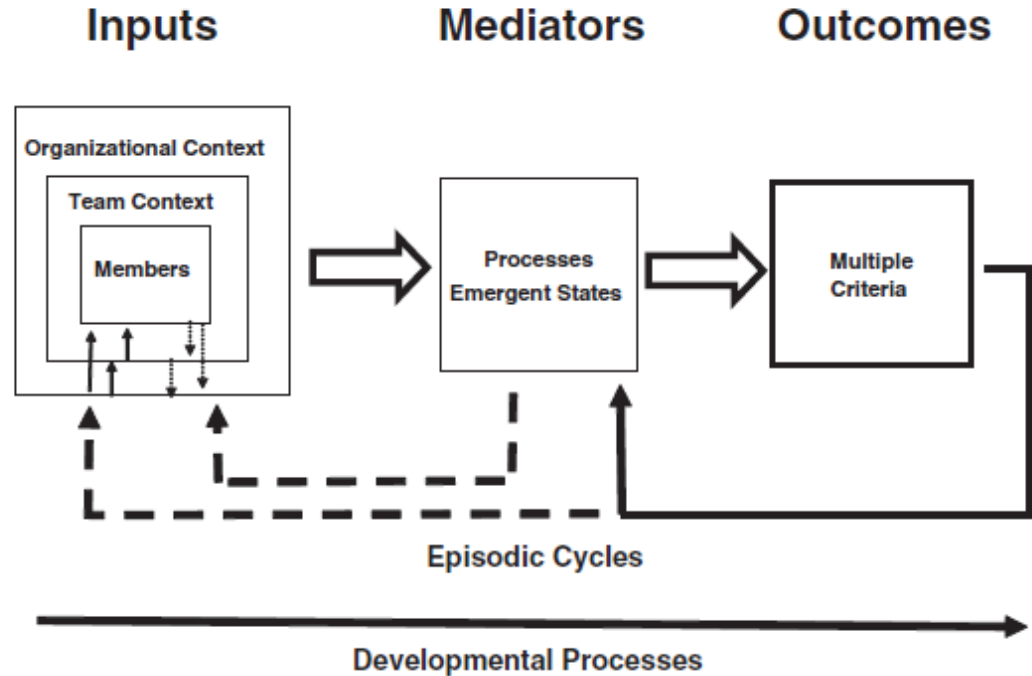 Inputs
Mediators
Outcomes
Organizational Context
Team Context
Members
Processes
Emergent States
Multiple
Criteria
Episodic Cycles
Developmental Processes